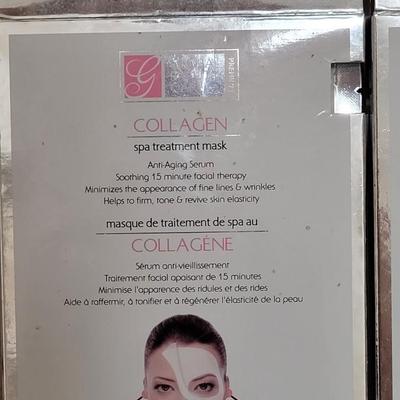 G
COLLAGEN
spa treatment mask
Anti-Aging Serum
Soothing 15 minute facial therapy
Minimizes the appearance of fine lines & wrinkles
Helps to firm, tone & revive skin elasticity
masque de traitement de spa au
COLLAGÉNE
Sérum anti-vieillissement
Traitement facial apaisant de 15 minutes
Minimise l'apparence des ridules et des rides
Aide à raffermir, à tonifier et à régénérer l'élasticité de la peau